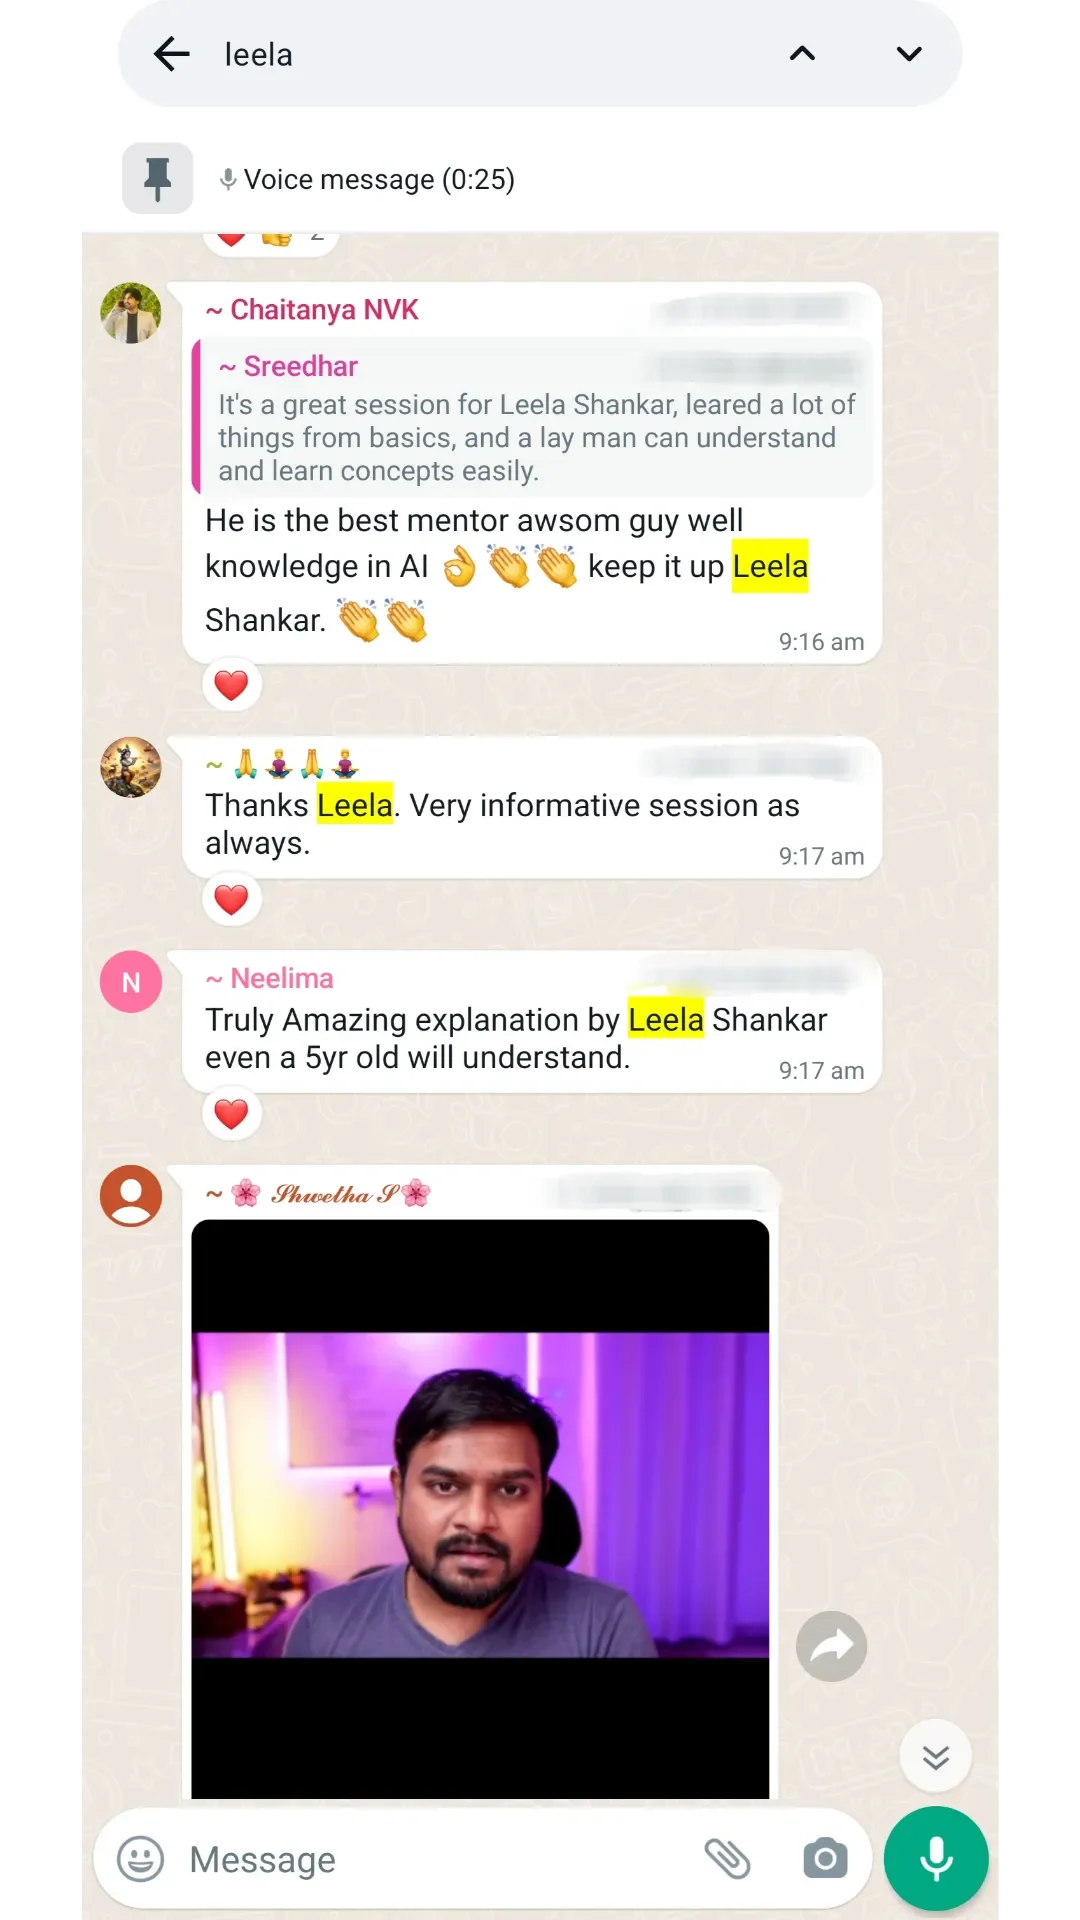 leela
Voice message (0:25)
2
~ Chaitanya NVK
~ Sreedhar
It's a great session for Leela Shankar, leared a lot of
things from basics, and a lay man can understand
and learn concepts easily.
He is the best mentor awsom guy well
knowledge in AI 👌👏👏 keep it up Leela
Shankar. 👏👏
9:16 am
❤️
~ 🙏🧘‍♂️🙏🧘‍♂️
Thanks Leela. Very informative session as
always.
9:17 am
❤️
N
~ Neelima
Truly Amazing explanation by Leela Shankar
even a 5yr old will understand.
9:17 am
❤️
~ 🌸 𝓢𝓱𝔀𝓮𝓽𝓱𝓪 𝓢🌸
Message